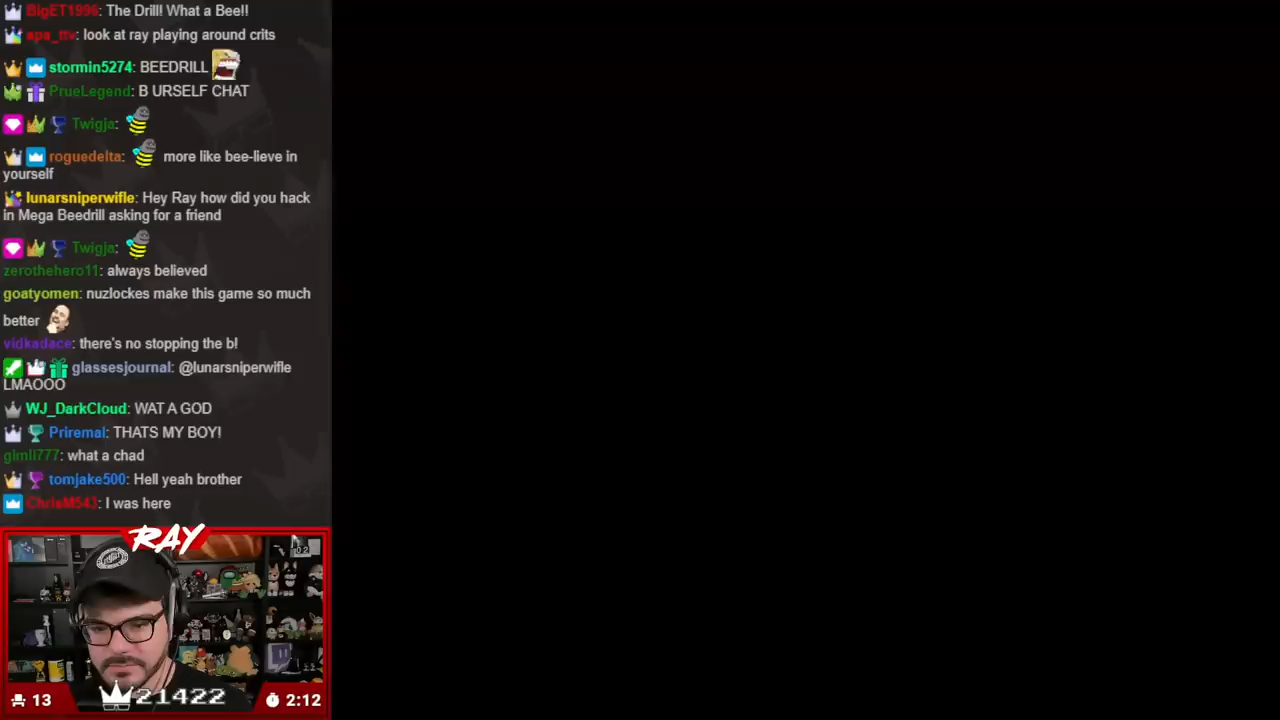 BigET1996: The Drill! What a Bee!!
apa_ttv: look at ray playing around crits
stormin5274: BEEDRILL
PrueLegend: B URSELF CHAT
Twigja:
roguedelta: more like bee-lieve in
yourself
lunarsniperwifle: Hey Ray how did you hack
in Mega Beedrill asking for a friend
Twigja:
zerothehero11: always believed
goatyomen: nuzlockes make this game so much
better
vidkadace: there's no stopping the b!
glassesjournal: @lunarsniperwifle
LMAOOO
WJ_DarkCloud: WAT A GOD
Priremal: THATS MY BOY!
gimli777: what a chad
tomjake500: Hell yeah brother
ChrisM543: I was here
RAY
13
21422
2:12